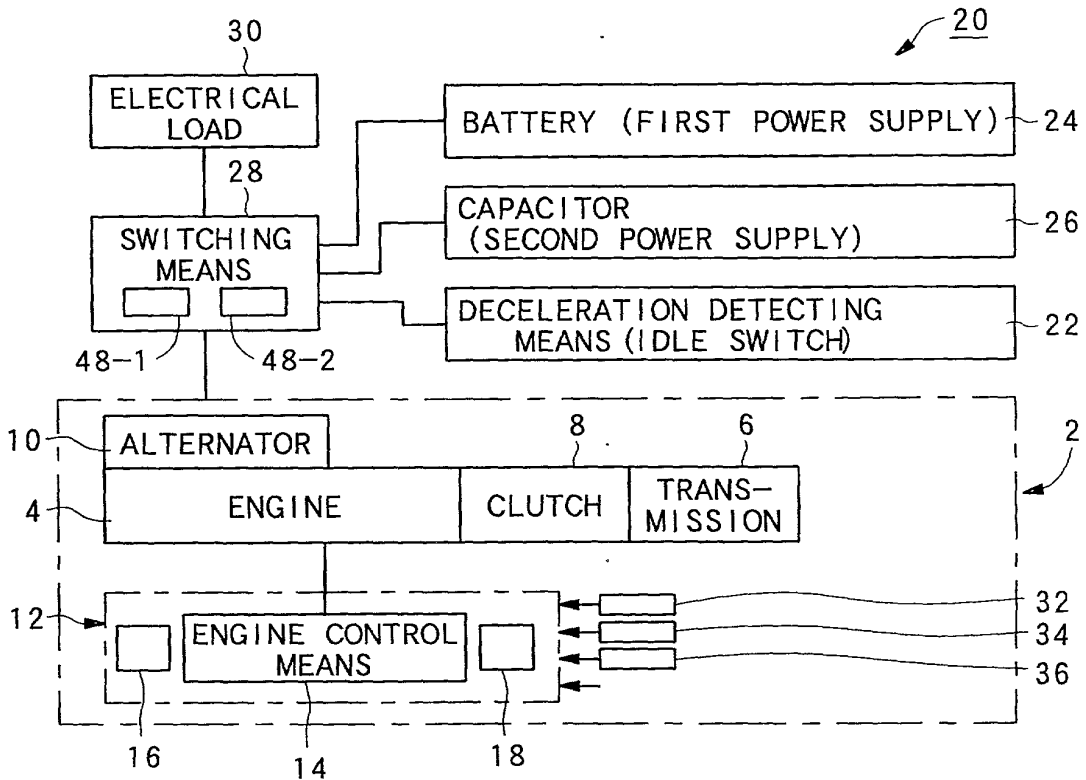 30
20
ELECTRICAL
LOAD
BATTERY (FIRST POWER SUPPLY)
24
28
SWITCHING
MEANS
CAPACITOR
(SECOND POWER SUPPLY)
26
DECELERATION DETECTING
MEANS (IDLE SWITCH)
22
48-1
48-2
10
ALTERNATOR
8
6
2
4
ENGINE
CLUTCH
TRANS-
MISSION
12
ENGINE CONTROL
MEANS
32
34
36
16
14
18